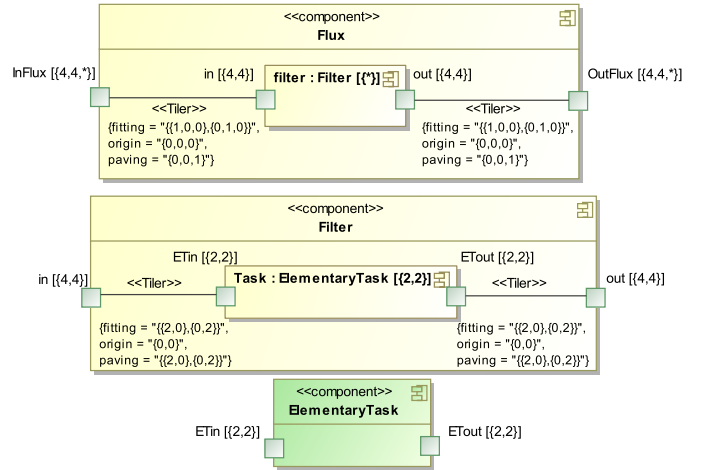 <<component>>
Flux
InFlux [{4,4,*}]
in [{4,4}]
filter : Filter [{*}]
out [{4,4}]
OutFlux [{4,4,*}]
<<Tiler>>
{fitting = "{{1,0,0},{0,1,0}}",
origin = "{0,0,0}",
paving = "{0,0,1}"}
<<Tiler>>
{fitting = "{{1,0,0},{0,1,0}}",
origin = "{0,0,0}",
paving = "{0,0,1}"}
<<component>>
Filter
in [{4,4}]
ETin [{2,2}]
Task : ElementaryTask [{2,2}]
ETout [{2,2}]
out [{4,4}]
<<Tiler>>
{fitting = "{{2,0},{0,2}}",
origin = "{0,0}",
paving = "{{2,0},{0,2}}"}
<<Tiler>>
{fitting = "{{2,0},{0,2}}",
origin = "{0,0}",
paving = "{{2,0},{0,2}}"}
<<component>>
ElementaryTask
ETin [{2,2}]
ETout [{2,2}]